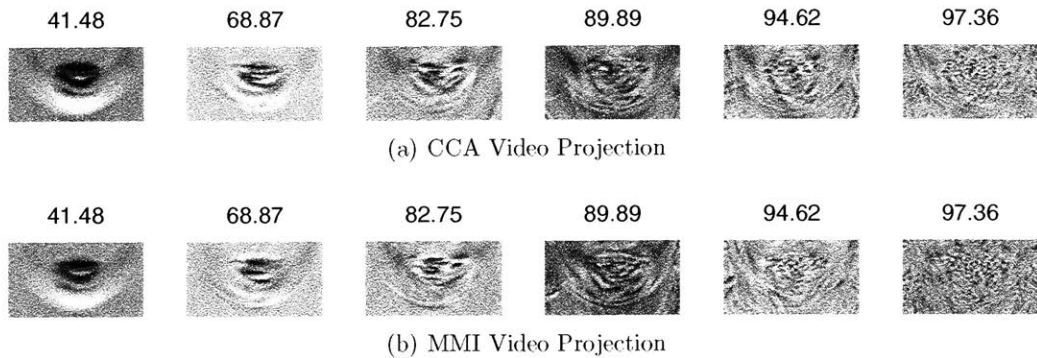 41.48 68.87 82.75 89.89 94.62 97.36
(a) CCA Video Projection
41.48 68.87 82.75 89.89 94.62 97.36
(b) MMI Video Projection